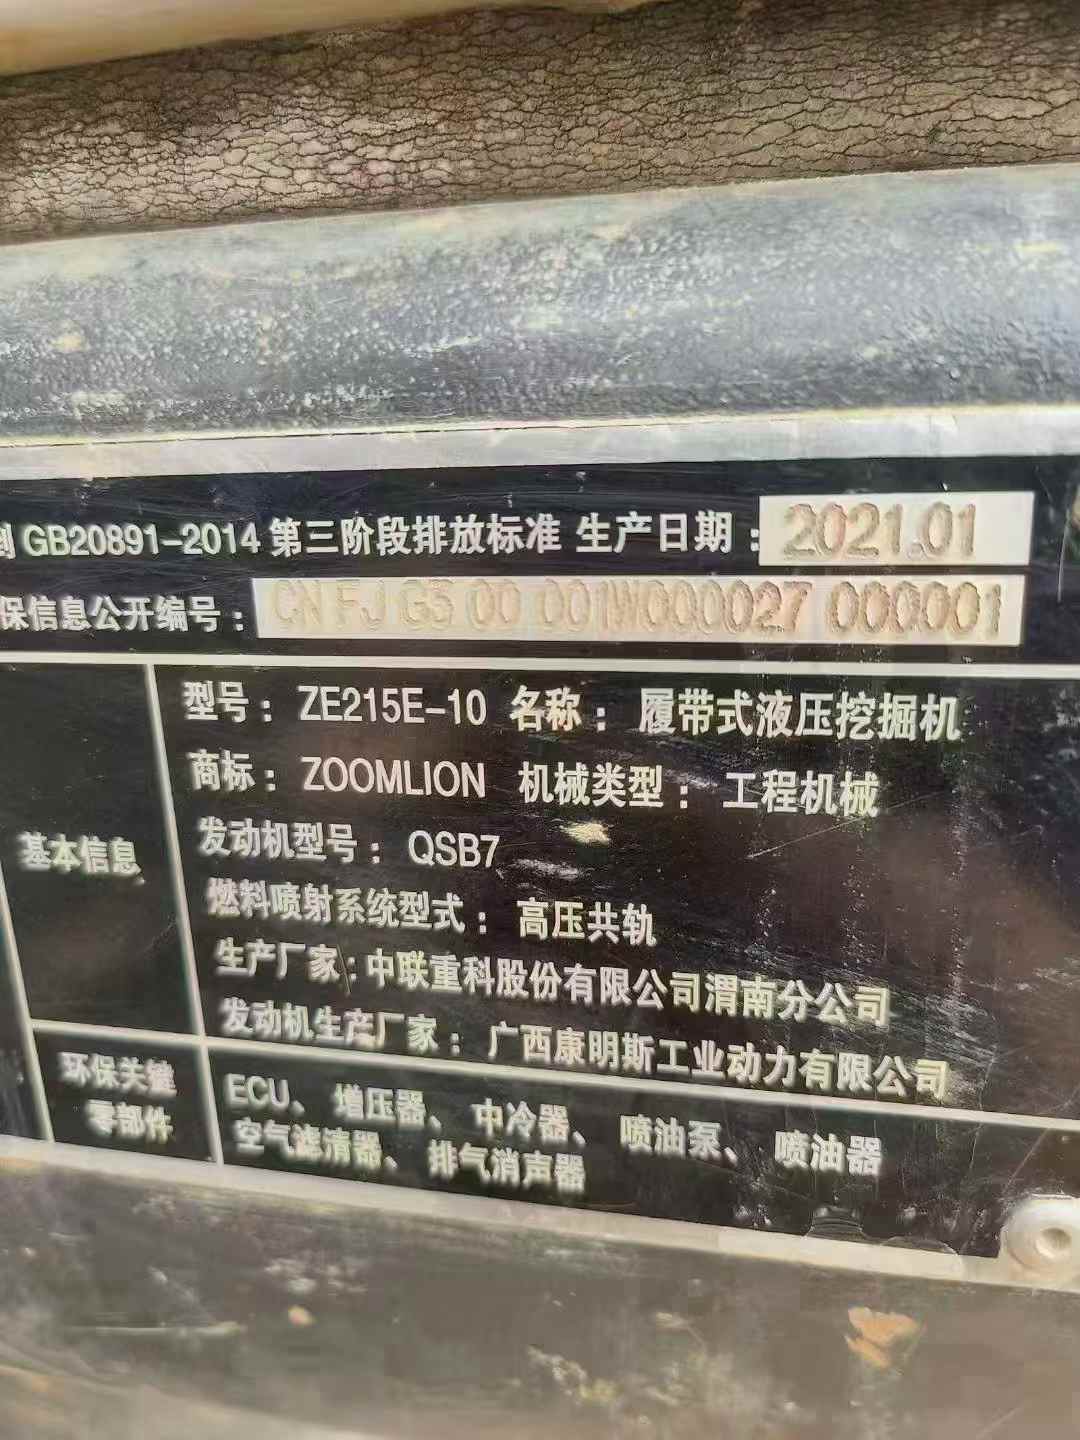 GB20891-2014 第三阶段排放标准 生产日期：2021.01
保信息公开编号：CN FJ G3 00 001W000027 000001
型号：ZE215E-10 名称：履带式液压挖掘机
商标：ZOOMLION 机械类型：工程机械
发动机型号：QSB7
基本信息
燃料喷射系统型式：高压共轨
生产厂家：中联重科股份有限公司渭南分公司
发动机生产厂家：广西康明斯工业动力有限公司
环保关键
零部件
ECU、增压器、中冷器、喷油泵、喷油器
空气滤清器、排气消声器